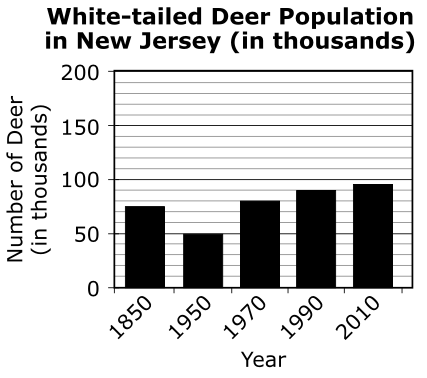 White-tailed Deer Population
in New Jersey (in thousands)
Number of Deer
(in thousands)
200
150
100
50
0
1850
1950
1970
1990
2010
Year